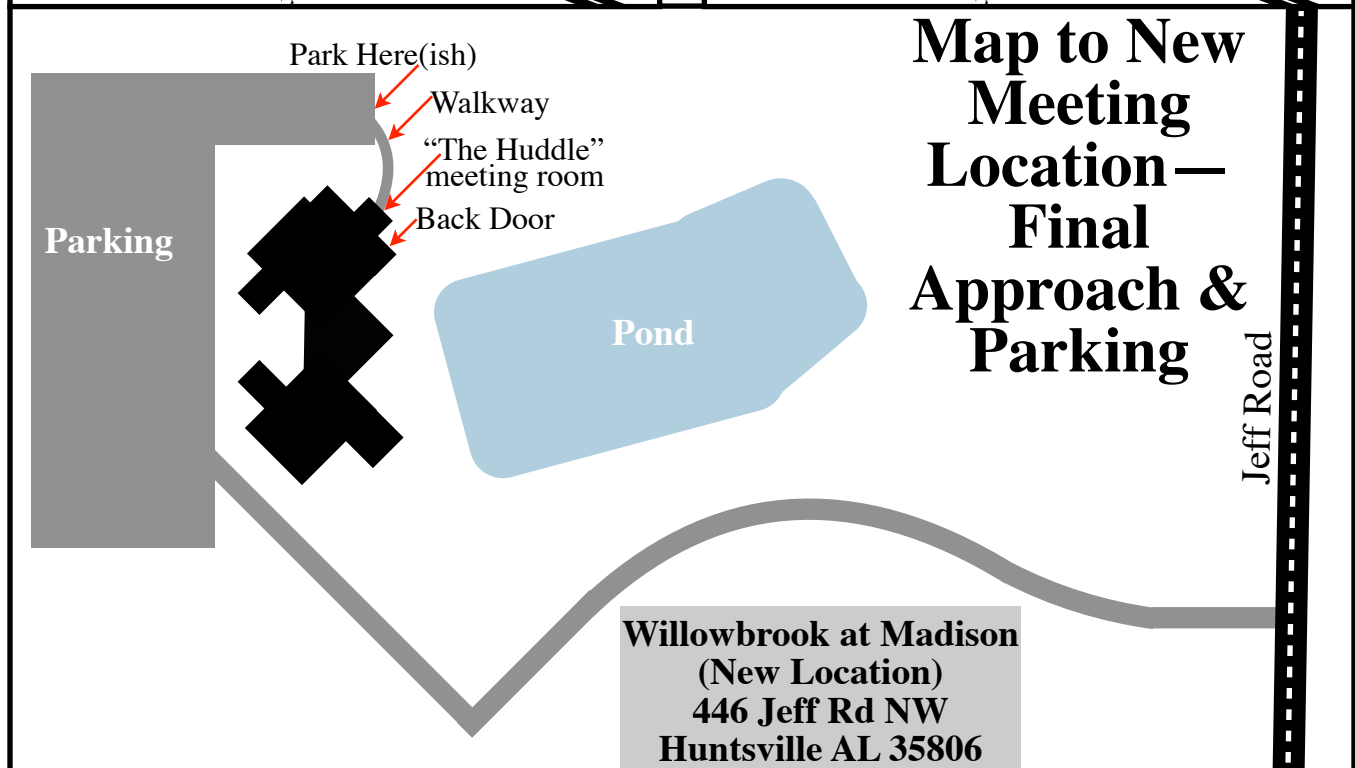 Map to New
Meeting
Location—
Final
Approach &
Parking
Park Here(ish)
Walkway
“The Huddle”
meeting room
Back Door
Parking
Pond
Jeff Road
Willowbrook at Madison
(New Location)
446 Jeff Rd NW
Huntsville AL 35806